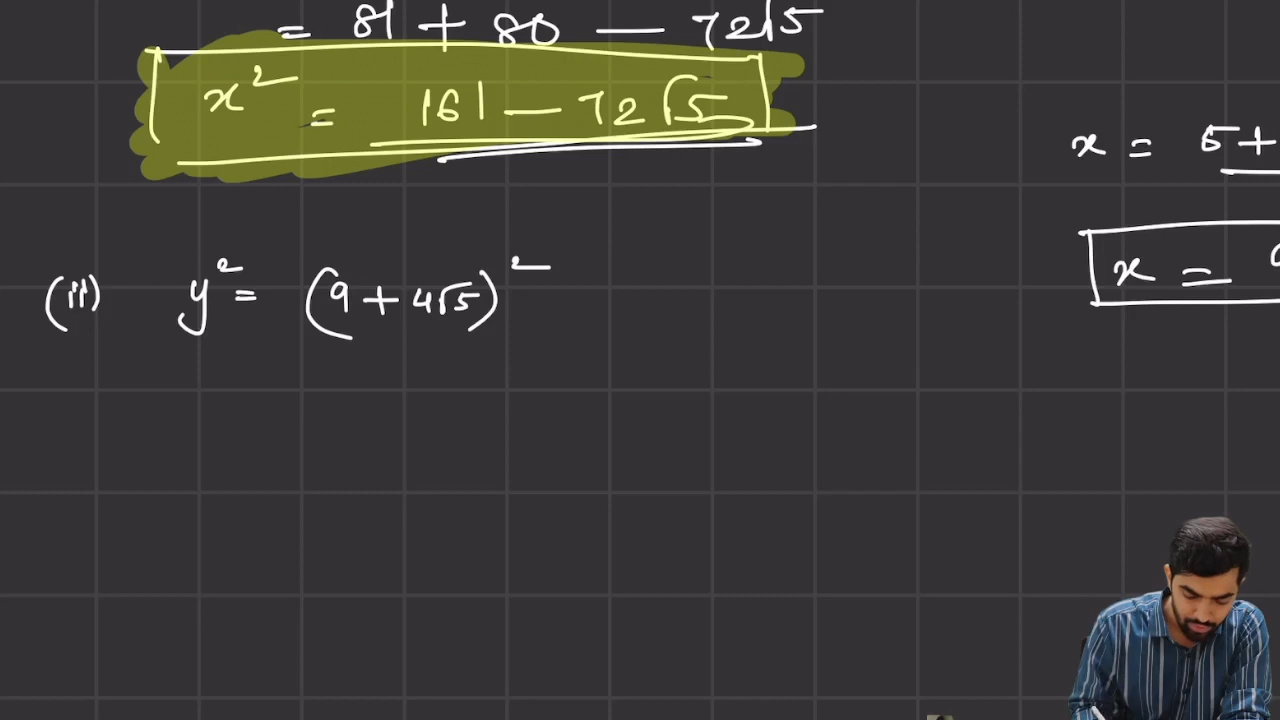 = 81 + 80 — 72√5
x² = 161 — 72√5
x = 5+
x =
(ii) y² = (9 + 4√5)²